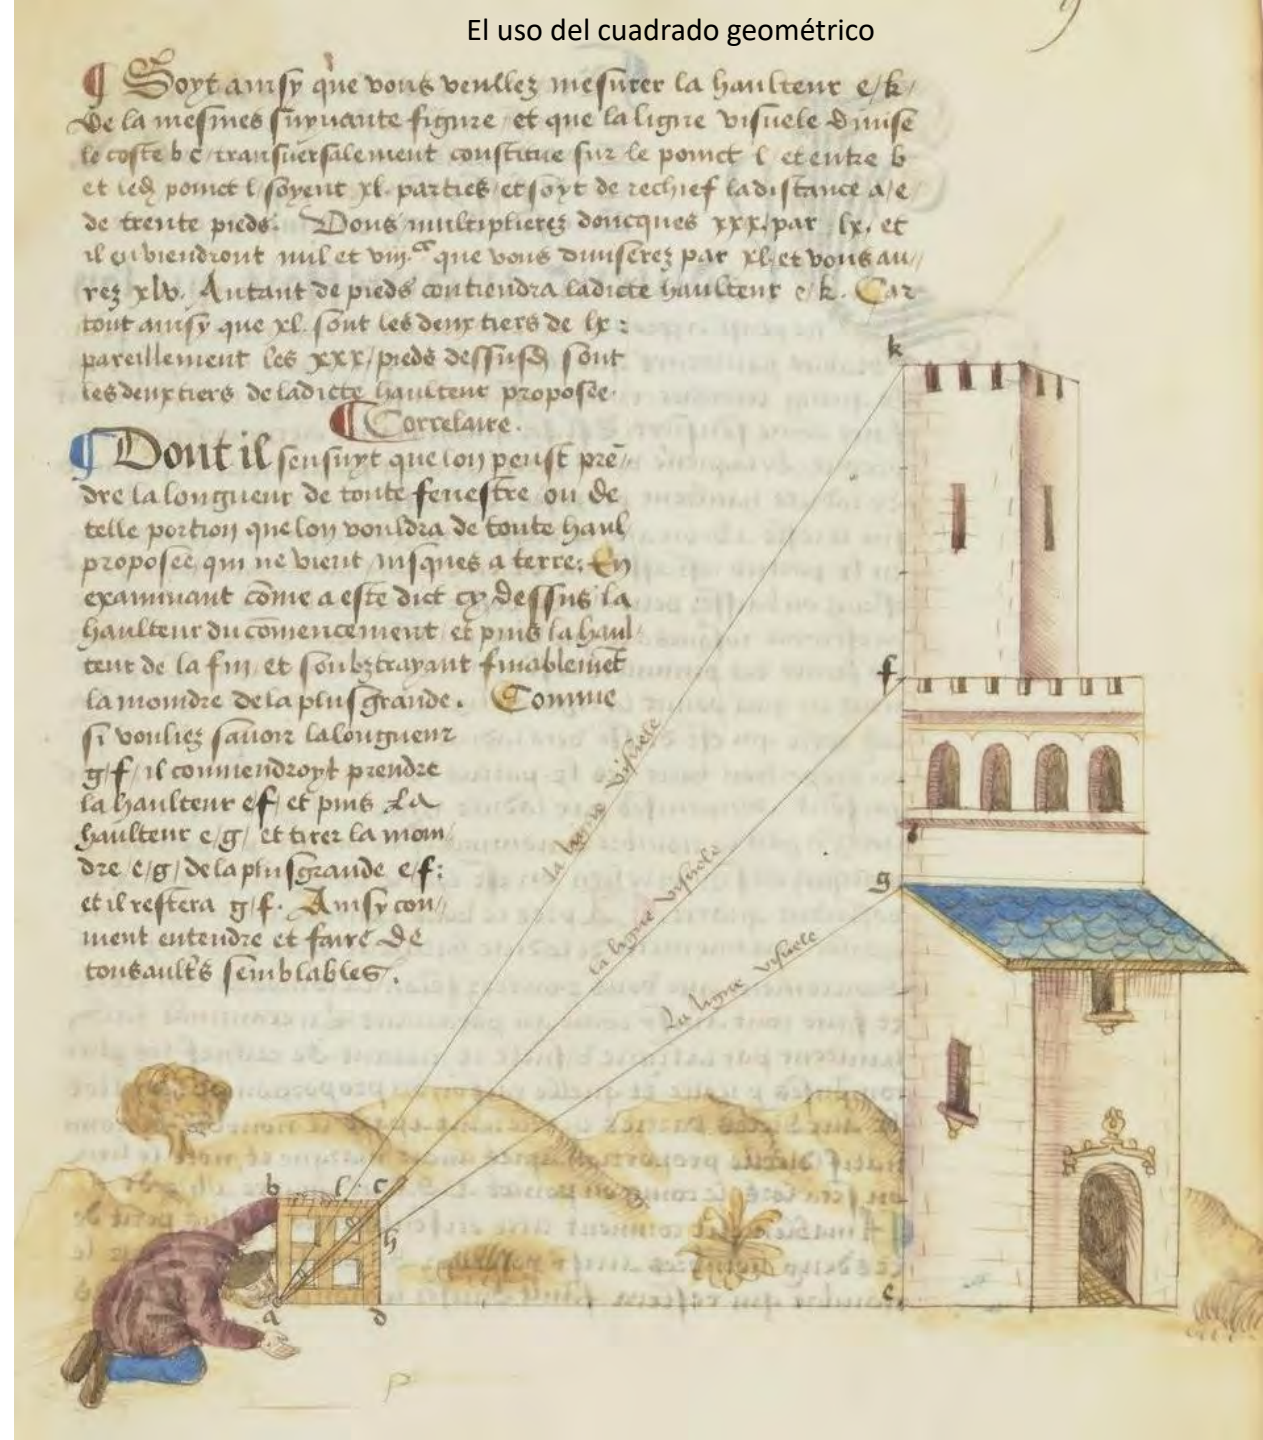 El uso del cuadrado geométrico
¶ Soyt ainsy que vous veullez mesurer la haulteur e/k/
de la mesmes suyuante figure et que la ligne visuele diuise
le coste b c transuersalement constitue sur le poinct l et entre b
et led poinct l soyent xl. parties et soyt de rechief la distance a/e
de trente pieds. Vous multiplierez doncques xxx/par lx, et
il en viendront mil et viij.c que vous diuiserez par xl, et vous au//
rez xlv. Autant de pieds contiendra ladicte haulteur e/k. Car
tout ainsy que xl. sont les deux tiers de lx:
pareillement les xxx/pieds dessusd sont
les deux tiers de ladicte haulteur proposee.
¶ Correlaire.
¶ Dont il sensuyt que lon peust prē//
dre la longueur de toute fenestre ou de
telle portion que lon vouldra de toute haul
proposee qui ne vient iusques a terre: En
examinant cōme a este dict cy dessus la
haulteur du cōmencement et puis la haul
teur de la fin, et soubztrayant finablemēt
la moindre de la plus grande. Comme
si vouliez sauoir la longueur
g/f/ il conuiendroyt prendre
la haulteur e/f/ et puis la
haulteur e/g/ et tirer la moin/
dre e/g/ de la plus grande e/f:
et il restera g/f. Ainsy con//
uient entendre et faire de
tous aultēs semblables.
k
f
g
la ligne visuele
la ligne visuele
La ligne visuele
b l c
h
e
a d
P